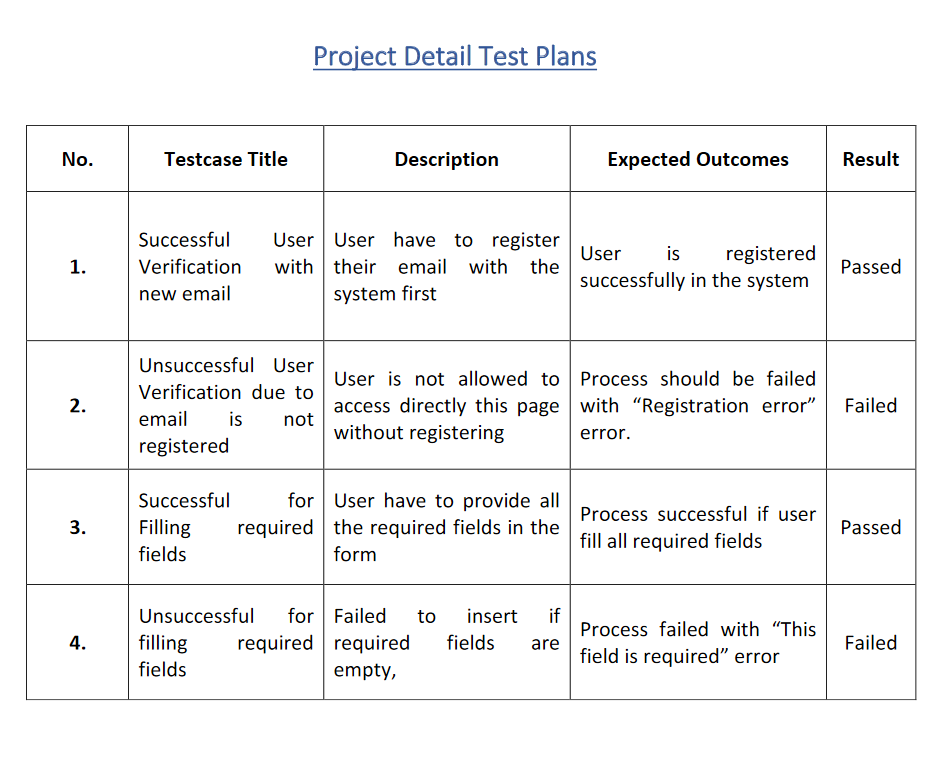 Project Detail Test Plans
No.
Testcase Title
Description
Expected Outcomes
Result
1.
Successful User
Verification with
new email
User have to register
their email with the
system first
User is registered
successfully in the system
Passed
2.
Unsuccessful User
Verification due to
email is not
registered
User is not allowed to
access directly this page
without registering
Process should be failed
with “Registration error”
error.
Failed
3.
Successful for
Filling required
fields
User have to provide all
the required fields in the
form
Process successful if user
fill all required fields
Passed
4.
Unsuccessful for
filling required
fields
Failed to insert if
required fields are
empty,
Process failed with “This
field is required” error
Failed